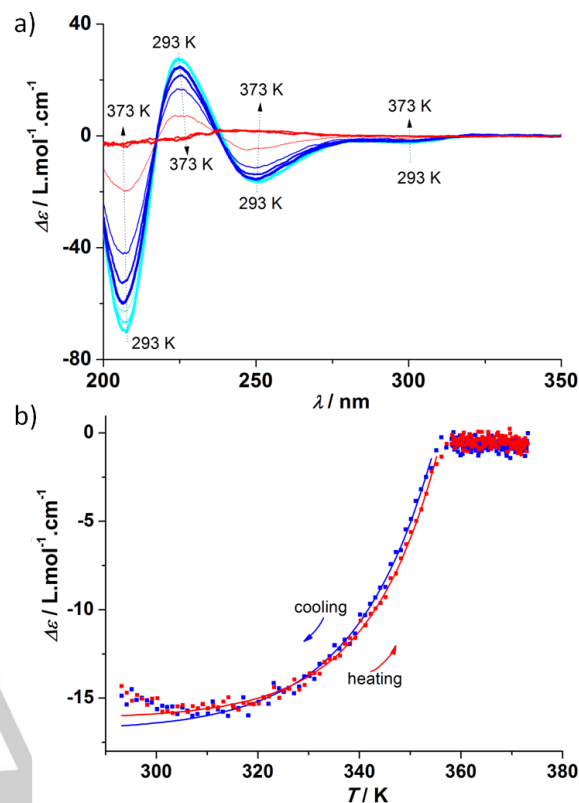 a)
40
0
-40
-80
Δε / L.mol⁻¹.cm⁻¹
293 K
373 K
373 K
373 K
373 K
293 K
293 K
293 K
200 250 300 350
λ / nm
b)
0
-5
-10
-15
Δε / L.mol⁻¹.cm⁻¹
cooling
heating
300 320 340 360 380
T / K